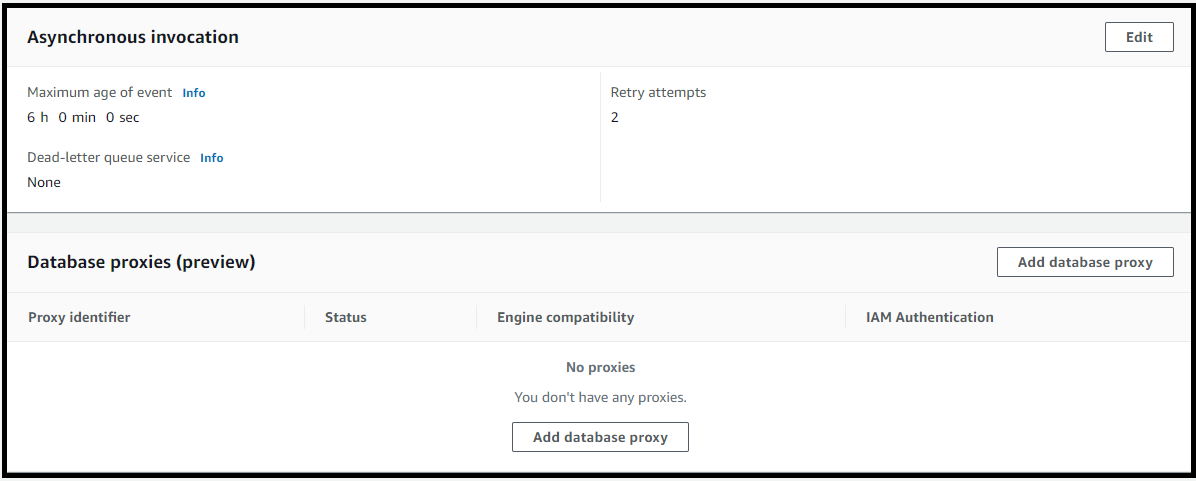 Asynchronous invocation
Edit
Maximum age of event Info
6 h 0 min 0 sec
Retry attempts
2
Dead-letter queue service Info
None
Database proxies (preview)
Add database proxy
Proxy identifier Status Engine compatibility IAM Authentication
No proxies
You don't have any proxies.
Add database proxy